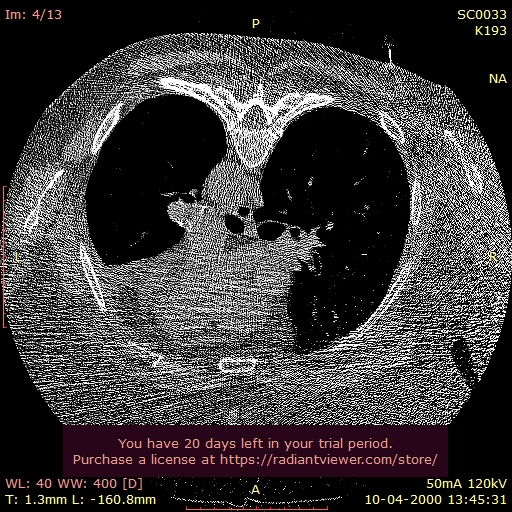 Im: 4/13
SC0033
K193
P
NA
L
You have 20 days left in your trial period.
Purchase a license at https://radiantviewer.com/store/
WL: 40 WW: 400 [D]
T: 1.3mm L: -160.8mm
A
50mA 120kV
10-04-2000 13:45:31